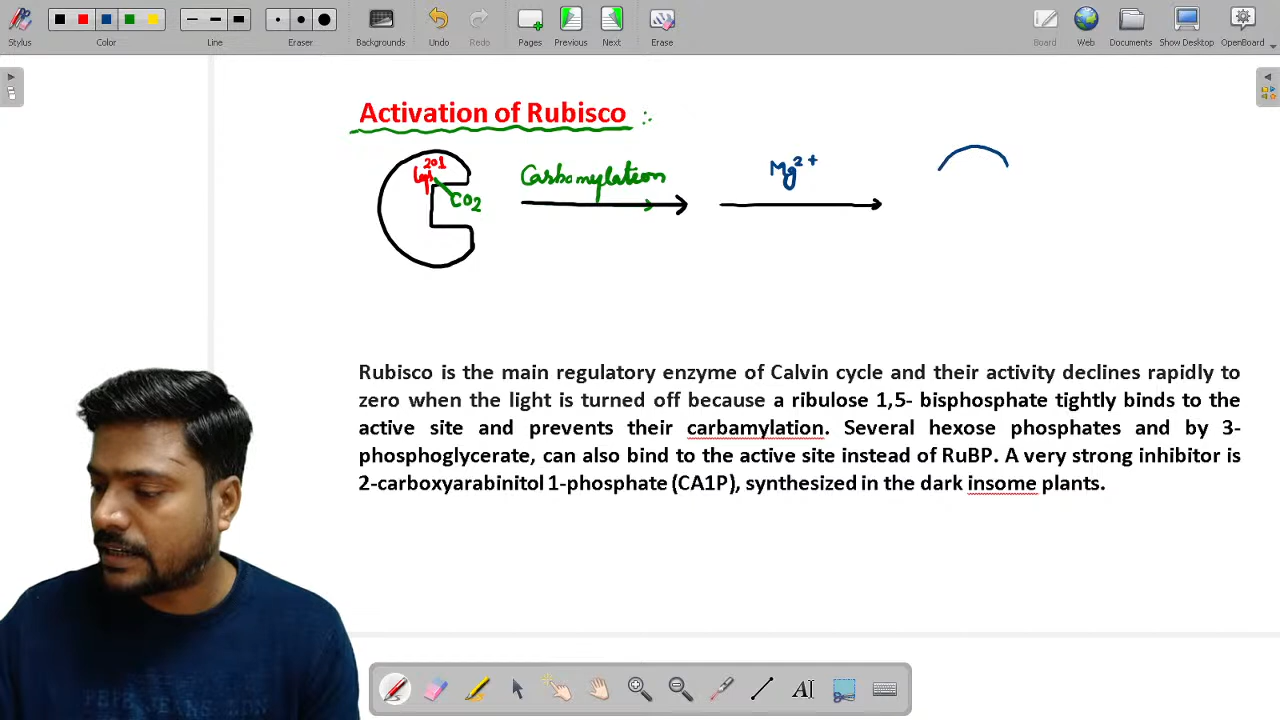 Stylus
Color
Line
Eraser
Backgrounds
Undo
Redo
Pages
Previous
Next
Erase
Board
Web
Documents
Show Desktop
OpenBoard
Activation of Rubisco :
Lys 201
CO2
Carbamylation
Mg2+
Rubisco is the main regulatory enzyme of Calvin cycle and their activity declines rapidly to
zero when the light is turned off because a ribulose 1,5- bisphosphate tightly binds to the
active site and prevents their carbamylation. Several hexose phosphates and by 3-
phosphoglycerate, can also bind to the active site instead of RuBP. A very strong inhibitor is
2-carboxyarabinitol 1-phosphate (CA1P), synthesized in the dark insome plants.